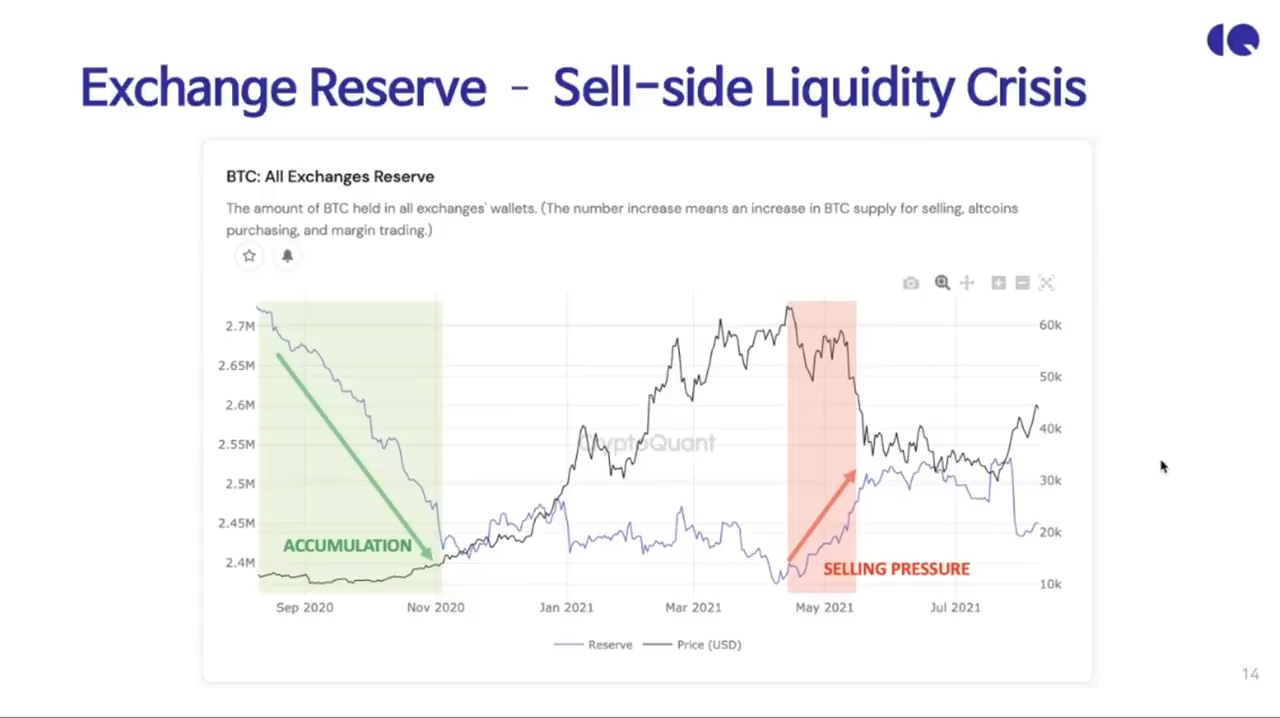 Exchange Reserve - Sell-side Liquidity Crisis
BTC: All Exchanges Reserve
The amount of BTC held in all exchanges' wallets. (The number increase means an increase in BTC supply for selling, altcoins
purchasing, and margin trading.)
2.7M
2.65M
2.6M
2.55M
2.5M
2.45M
2.4M
60k
50k
40k
30k
20k
10k
CryptoQuant
ACCUMULATION
SELLING PRESSURE
Sep 2020 Nov 2020 Jan 2021 Mar 2021 May 2021 Jul 2021
Reserve Price (USD)
14